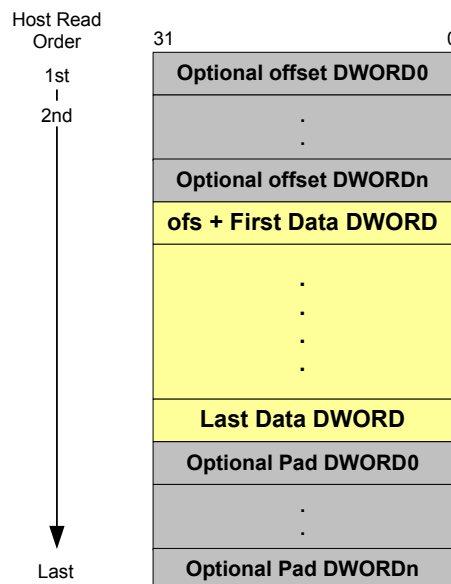 Host Read
Order
31
0
1st
2nd
Optional offset DWORD0
.
.
Optional offset DWORDn
ofs + First Data DWORD
.
.
.
.
Last Data DWORD
Optional Pad DWORD0
.
.
Last
Optional Pad DWORDn